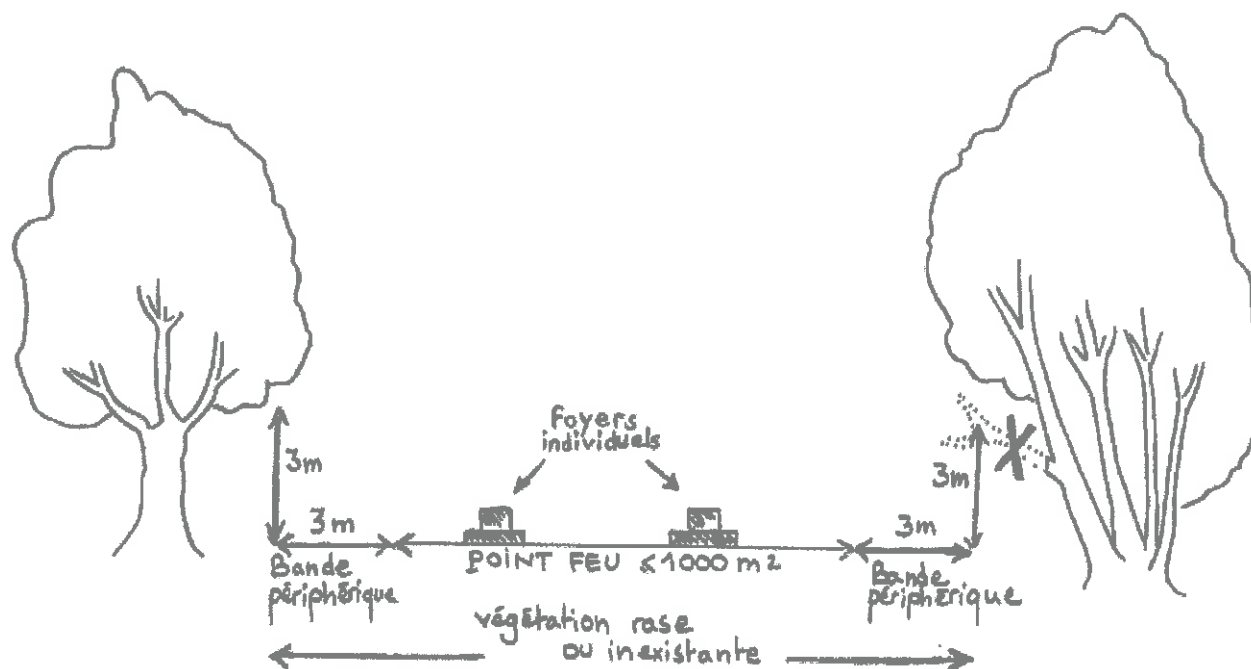 Foyers
individuels
3m
3m
3m
3m
POINT FEU ≤1000 m2
Bande
périphérique
Bande
périphérique
végétation rase
ou inexistante